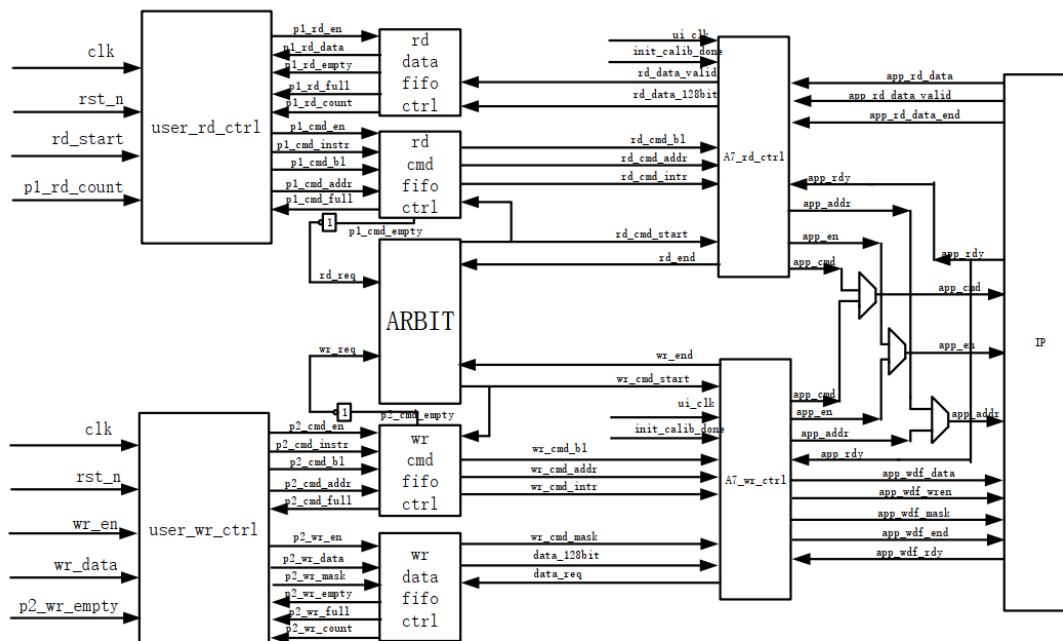 clk
rst_n
rd_start
p1_rd_count
user_rd_ctrl
p1_rd_en
p1_rd_data
p1_rd_empty
p1_rd_full
p1_rd_count
p1_cmd_en
p1_cmd_instr
p1_cmd_bl
p1_cmd_addr
p1_cmd_full
rd
data
fifo
ctrl
rd
cmd
fifo
ctrl
1
p1_cmd_empty
ui_clk
init_calib_done
rd_data_valid
rd_data_128bit
rd_cmd_bl
rd_cmd_addr
rd_cmd_intr
rd_cmd_start
rd_end
rd_req
ARBIT
wr_req
A7_rd_ctrl
app_rd_data
app_rd_data_valid
app_rd_data_end
app_rdy
app_addr
app_en
app_cmd
app_rdy
app_cmd
app_en
app_addr
IP
wr_end
wr_cmd_start
ui_clk
init_calib_done
1
p2_cmd_empty
clk
rst_n
wr_en
wr_data
p2_wr_empty
user_wr_ctrl
p2_cmd_en
p2_cmd_instr
p2_cmd_bl
p2_cmd_addr
p2_cmd_full
p2_wr_en
p2_wr_data
p2_wr_mask
p2_wr_empty
p2_wr_full
p2_wr_count
wr
cmd
fifo
ctrl
wr
data
fifo
ctrl
wr_cmd_bl
wr_cmd_addr
wr_cmd_intr
wr_cmd_mask
data_128bit
data_req
A7_wr_ctrl
app_cmd
app_en
app_addr
app_rdy
app_wdf_data
app_wdf_wren
app_wdf_mask
app_wdf_end
app_wdf_rdy